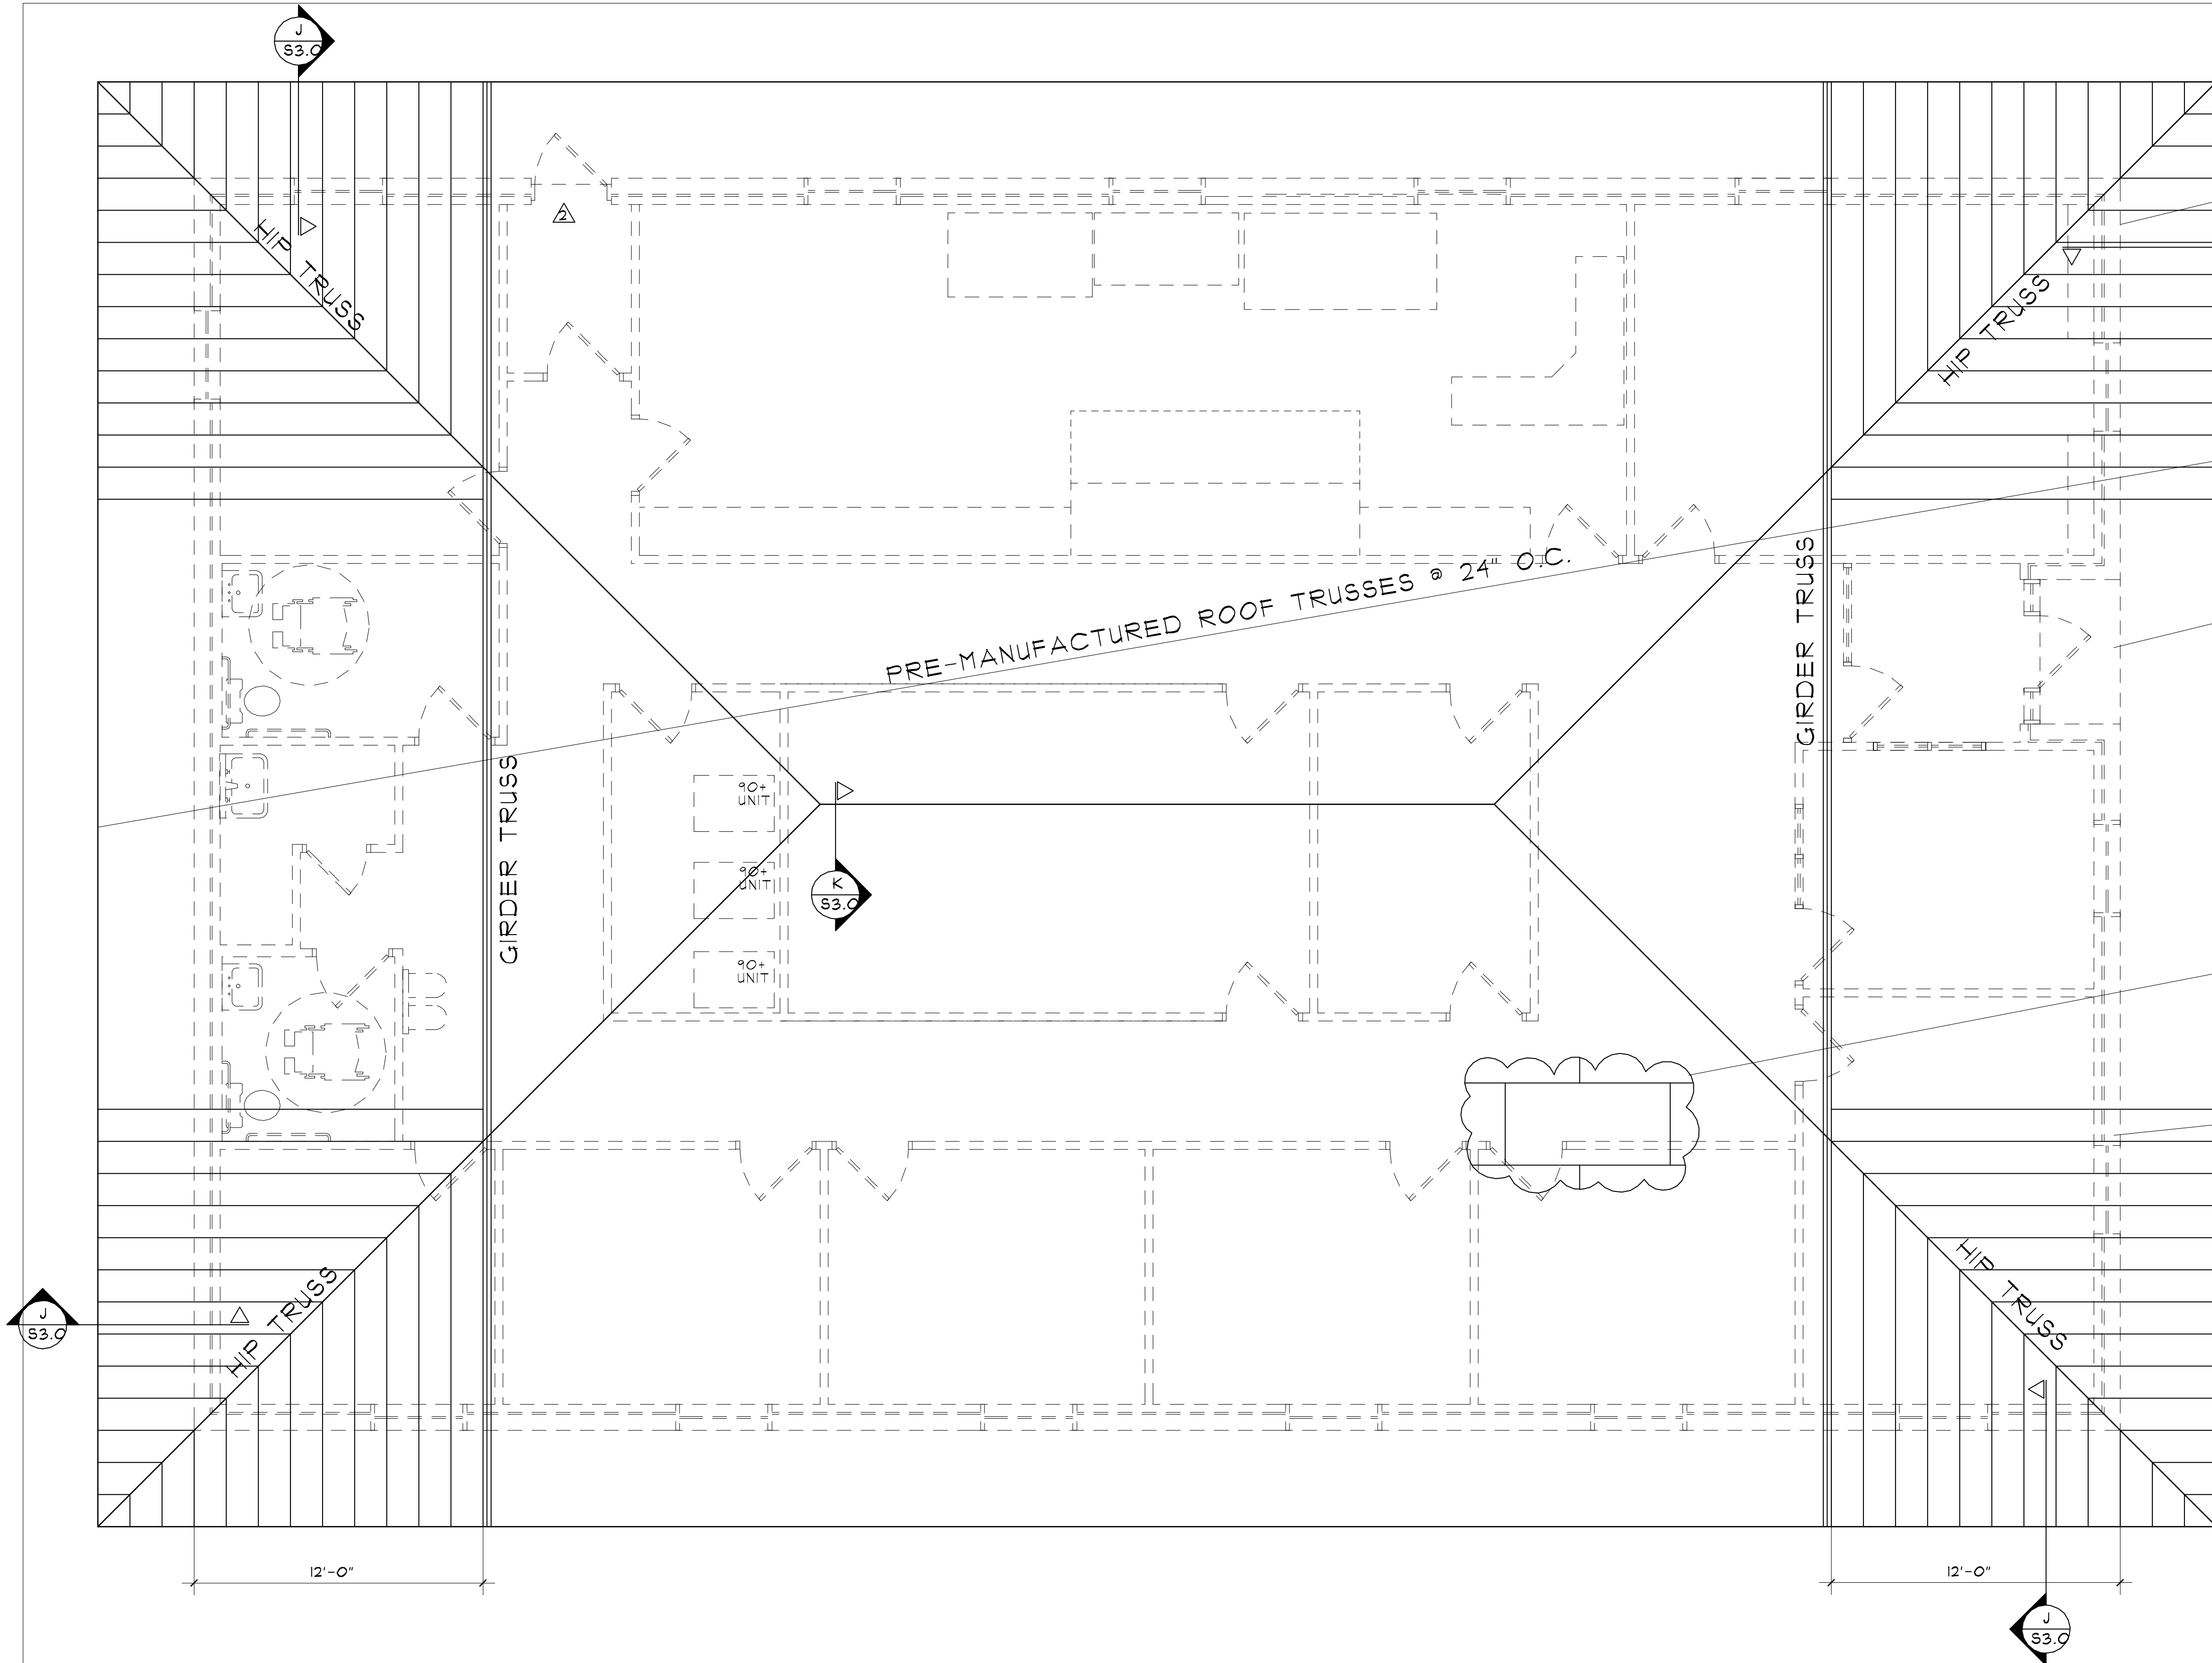 J
S3.0
2
HIP TRUSS
HIP TRUSS
PRE-MANUFACTURED ROOF TRUSSES @ 24" O.C.
GIRDER TRUSS
GIRDER TRUSS
90+
UNIT
90+
UNIT
90+
UNIT
K
S3.0
HIP TRUSS
HIP TRUSS
J
S3.0
12'-0"
12'-0"
J
S3.0